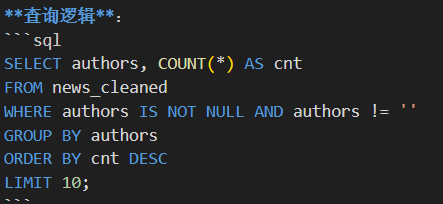 **查询逻辑**:
```sql
SELECT authors, COUNT(*) AS cnt
FROM news_cleaned
WHERE authors IS NOT NULL AND authors != ''
GROUP BY authors
ORDER BY cnt DESC
LIMIT 10;
```